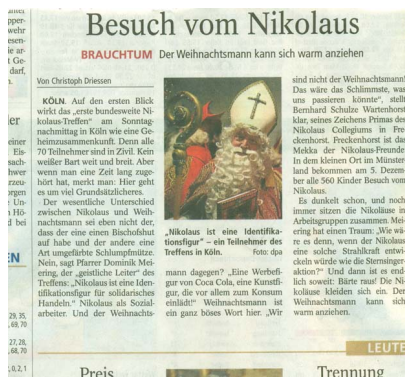 Besuch vom Nikolaus
BRAUCHTUM Der Weihnachtsmann kann sich warm anziehen
Von Christoph Driessen
KÖLN. Auf den ersten Blick
wirkt das „erste bundesweite Ni-
kolaus-Treffen" am Sonntag-
nachmittag in Köln wie eine Ge-
heimzusammenkunft. Denn alle
70 Teilnehmer sind in Zivil. Kein
weißer Bart weit und breit. Aber
wenn man eine Zeit lang zuge-
hört hat, merkt man: Hier geht
es um viel Grundsätzlicheres.
Der wesentliche Unterschied
zwischen Nikolaus und Weih-
nachtsmann sei eben nicht der,
dass der eine einen Bischofshut
auf habe und der andere eine
Art umgefärbte Schlumpfmütze.
Nein, sagt Pfarrer Dominik Mei-
ering, der „geistliche Leiter" des
Treffens: „Nikolaus ist eine Iden-
tifikationsfigur für solidarisches
Handeln." Nikolaus als Sozial-
arbeiter. Und der Weihnachts-
„Nikolaus ist eine Identifika-
tionsfigur" – ein Teilnehmer des
Treffens in Köln. Foto: dpa
mann dagegen? „Eine Werbefi-
gur von Coca Cola, eine Kunstfi-
gur, die vor allem zum Konsum
einlädt!" Weihnachtsmann ist
ein ganz böses Wort hier. „Wir
sind nicht der Weihnachtsmann!
Das wäre das Schlimmste, was
uns passieren könnte", stellt
Bernhard Schulze Wartenhorst
klar, seines Zeichens Primas des
Nikolaus Collegiums in Fre-
ckenhorst. Freckenhorst ist das
Mekka der Nikolaus-Freunde.
In dem kleinen Ort im Münster-
land bekommen am 5. Dezem-
ber alle 560 Kinder Besuch vom
Nikolaus.
Es dunkelt schon, und noch
immer sitzen die Nikoläuse in
Arbeitsgruppen zusammen. Mei-
ering hat einen Traum: „Wie wä-
re es denn, wenn der Nikolaus
eine solche Strahlkraft entwi-
ckeln würde wie die Sternsinger-
aktion?" Und dann ist es end-
lich soweit: Bärte raus! Die Ni-
koläuse kleiden sich ein. Der
Weihnachtsmann kann sich
warm anziehen.
LEUTE
Preis
Trennung